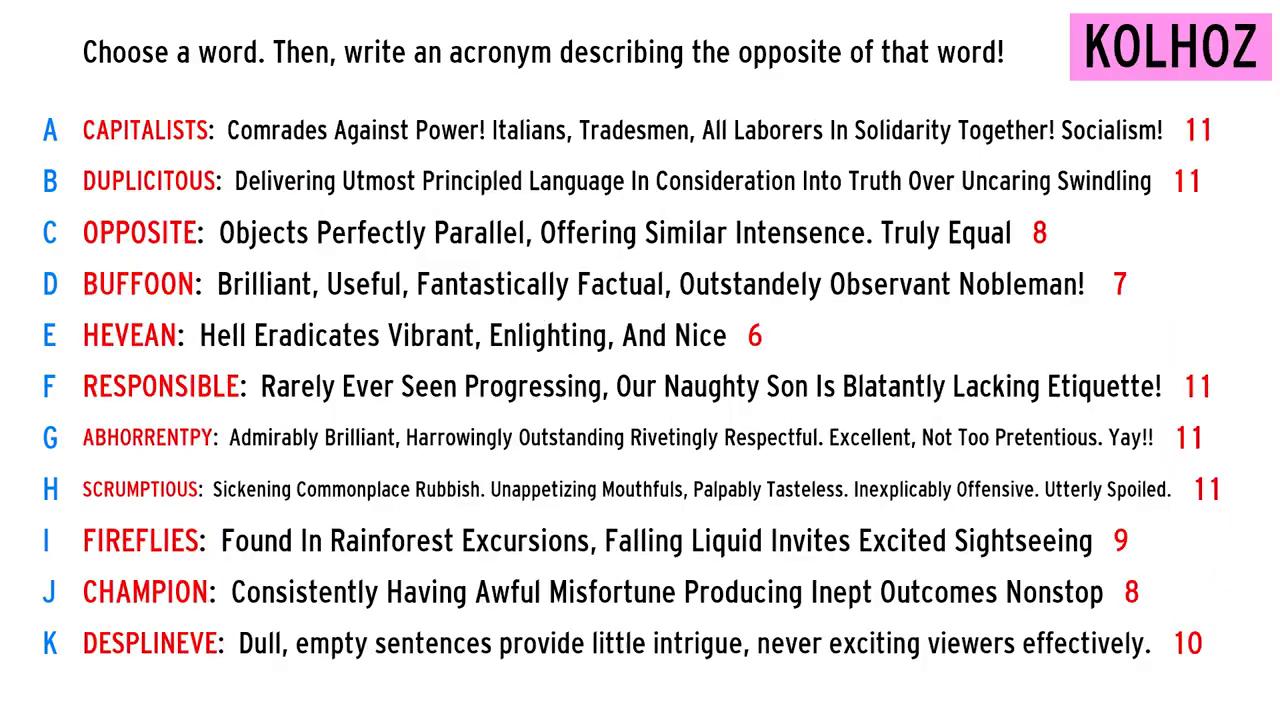 Choose a word. Then, write an acronym describing the opposite of that word!
KOLHOZ
A CAPITALISTS: Comrades Against Power! Italians, Tradesmen, All Laborers In Solidarity Together! Socialism! 11
B DUPLICITOUS: Delivering Utmost Principled Language In Consideration Into Truth Over Uncaring Swindling 11
C OPPOSITE: Objects Perfectly Parallel, Offering Similar Intensence. Truly Equal 8
D BUFFOON: Brilliant, Useful, Fantastically Factual, Outstandely Observant Nobleman! 7
E HEVEAN: Hell Eradicates Vibrant, Enlighting, And Nice 6
F RESPONSIBLE: Rarely Ever Seen Progressing, Our Naughty Son Is Blatantly Lacking Etiquette! 11
G ABHORRENTPY: Admirably Brilliant, Harrowingly Outstanding Rivetingly Respectful. Excellent, Not Too Pretentious. Yay!! 11
H SCRUMPTIOUS: Sickening Commonplace Rubbish. Unappetizing Mouthfuls, Palpably Tasteless. Inexplicably Offensive. Utterly Spoiled. 11
I FIREFLIES: Found In Rainforest Excursions, Falling Liquid Invites Excited Sightseeing 9
J CHAMPION: Consistently Having Awful Misfortune Producing Inept Outcomes Nonstop 8
K DESPLINEVE: Dull, empty sentences provide little intrigue, never exciting viewers effectively. 10